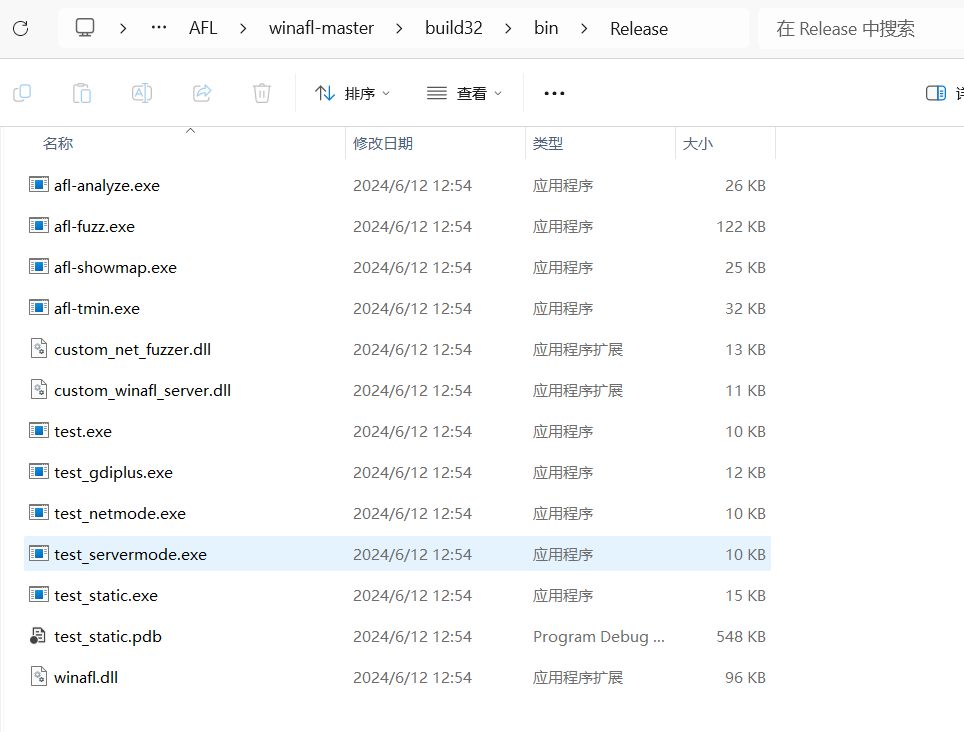 AFL winafl-master build32 bin Release 在 Release 中搜索
排序 查看
名称 修改日期 类型 大小
afl-analyze.exe 2024/6/12 12:54 应用程序 26 KB
afl-fuzz.exe 2024/6/12 12:54 应用程序 122 KB
afl-showmap.exe 2024/6/12 12:54 应用程序 25 KB
afl-tmin.exe 2024/6/12 12:54 应用程序 32 KB
custom_net_fuzzer.dll 2024/6/12 12:54 应用程序扩展 13 KB
custom_winafl_server.dll 2024/6/12 12:54 应用程序扩展 11 KB
test.exe 2024/6/12 12:54 应用程序 10 KB
test_gdiplus.exe 2024/6/12 12:54 应用程序 12 KB
test_netmode.exe 2024/6/12 12:54 应用程序 10 KB
test_servermode.exe 2024/6/12 12:54 应用程序 10 KB
test_static.exe 2024/6/12 12:54 应用程序 15 KB
test_static.pdb 2024/6/12 12:54 Program Debug ... 548 KB
winafl.dll 2024/6/12 12:54 应用程序扩展 96 KB